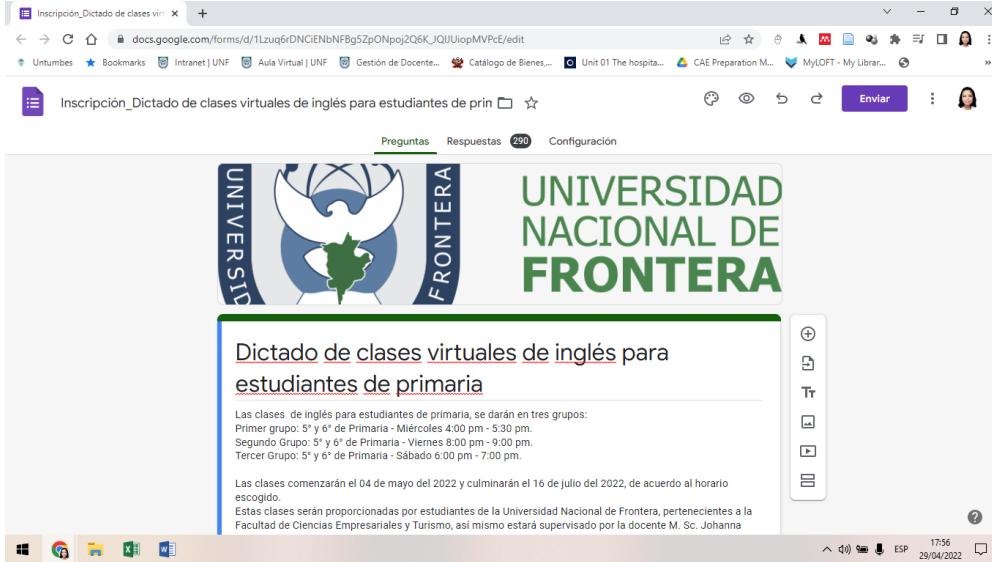 Inscripción_Dictado de clases virt
docs.google.com/forms/d/1Lzuq6rDNCiENbNFBg5ZpONpoj2Q6K_JQIJUiopMVPcE/edit
Untumbes Bookmarks Intranet | UNF Aula Virtual | UNF Gestión de Docente... Catálogo de Bienes,... Unit 01 The hospita... CAE Preparation M... MyLOFT - My Librar...
Inscripción_Dictado de clases virtuales de inglés para estudiantes de prin
Enviar
Preguntas Respuestas 290 Configuración
UNIVERSID
FRONTERA
UNIVERSIDAD
NACIONAL DE
FRONTERA
Dictado de clases virtuales de inglés para
estudiantes de primaria
Las clases de inglés para estudiantes de primaria, se darán en tres grupos:
Primer grupo: 5° y 6° de Primaria - Miércoles 4:00 pm - 5:30 pm.
Segundo Grupo: 5° y 6° de Primaria - Viernes 8:00 pm - 9:00 pm.
Tercer Grupo: 5° y 6° de Primaria - Sábado 6:00 pm - 7:00 pm.
Las clases comenzarán el 04 de mayo del 2022 y culminarán el 16 de julio del 2022, de acuerdo al horario
escogido.
Estas clases serán proporcionadas por estudiantes de la Universidad Nacional de Frontera, pertenecientes a la
Facultad de Ciencias Empresariales y Turismo, así mismo estará supervisado por la docente M. Sc. Johanna
ESP
17:56
29/04/2022